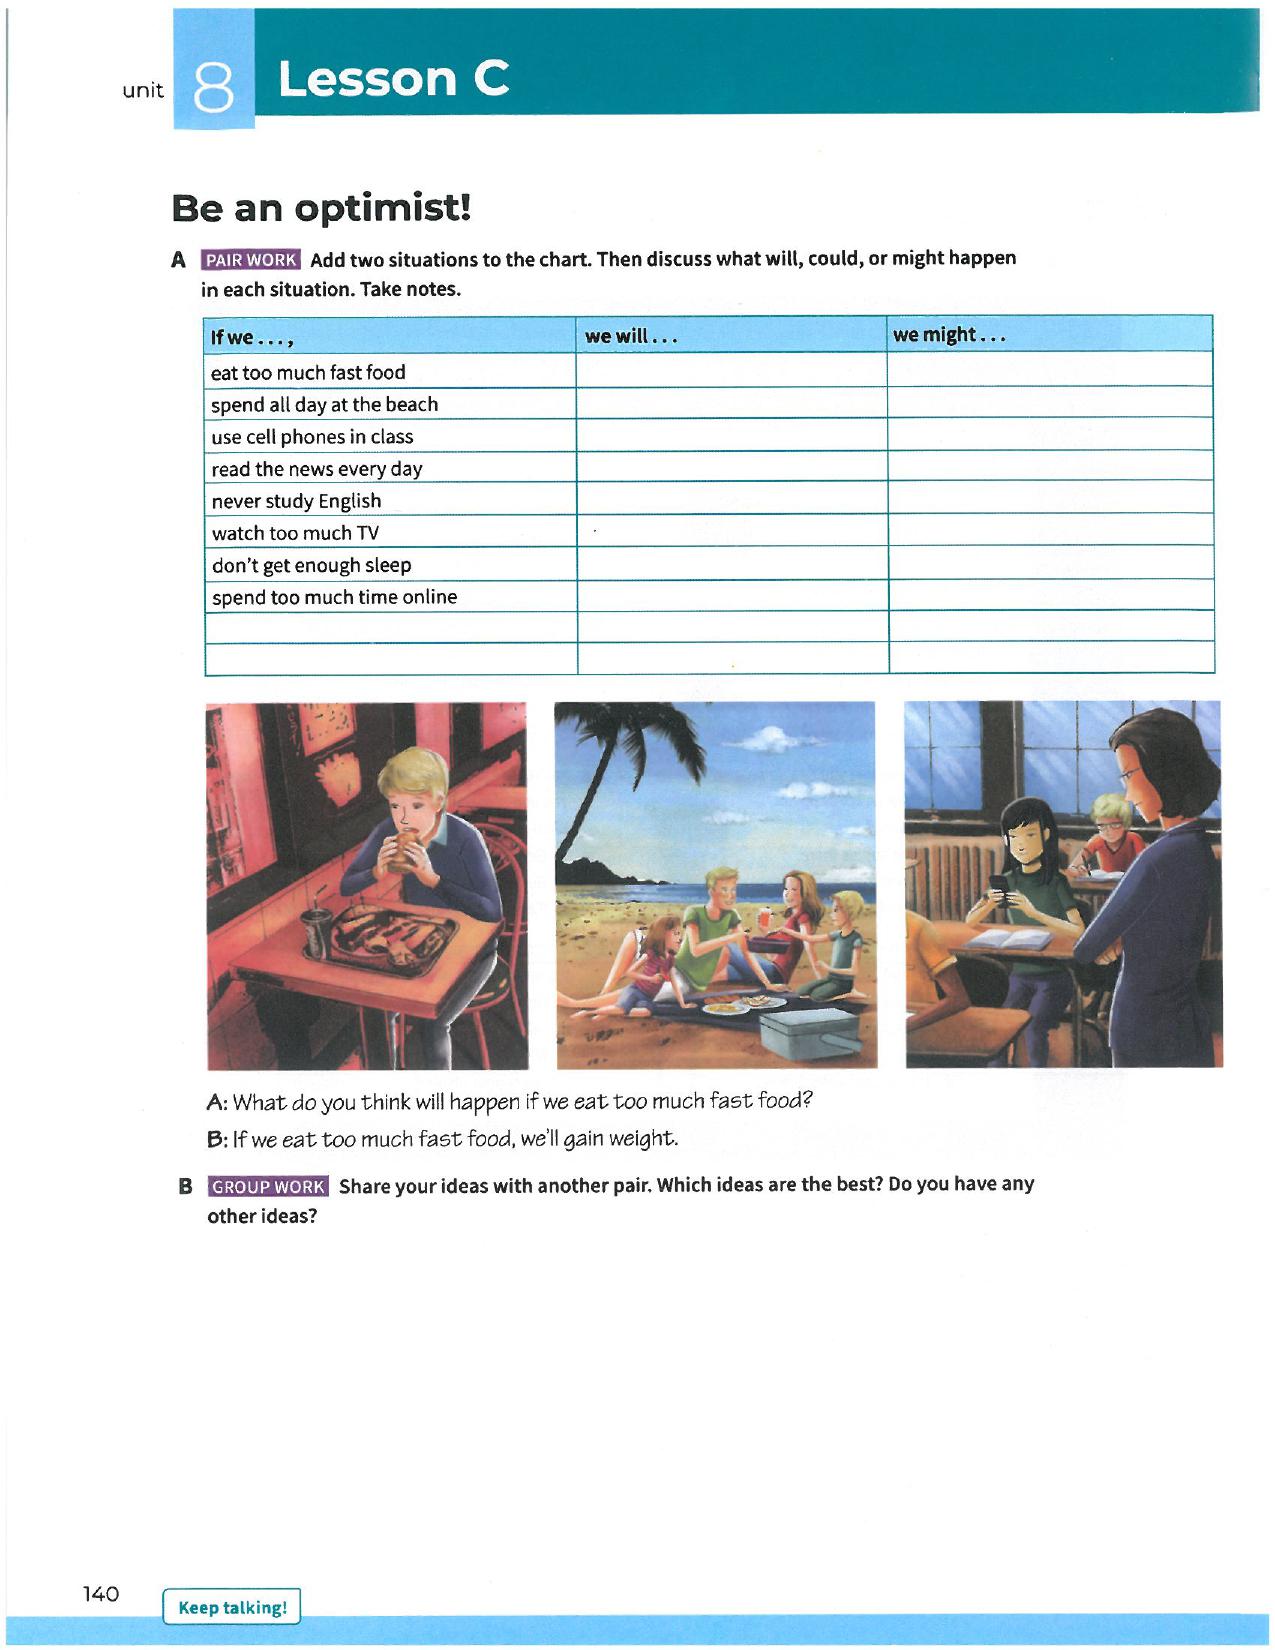 unit 8 Lesson C
Be an optimist!
A PAIR WORK Add two situations to the chart. Then discuss what will, could, or might happen
in each situation. Take notes.
If we . . . , we will . . . we might . . .
eat too much fast food
spend all day at the beach
use cell phones in class
read the news every day
never study English
watch too much TV
don't get enough sleep
spend too much time online
A: What do you think will happen if we eat too much fast food?
B: If we eat too much fast food, we'll gain weight.
B GROUP WORK Share your ideas with another pair. Which ideas are the best? Do you have any
other ideas?
140 Keep talking!